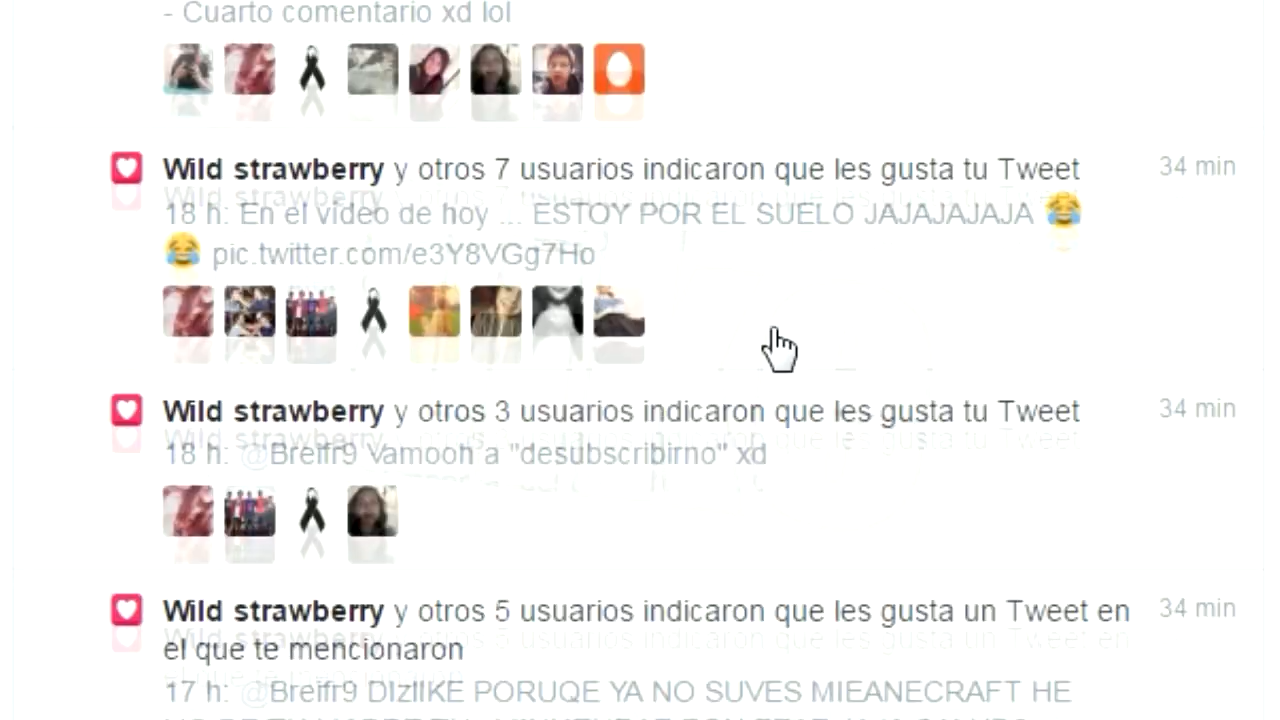 - Cuarto comentario xd lol
Wild strawberry y otros 7 usuarios indicaron que les gusta tu Tweet 34 min
18 h: En el vídeo de hoy ... ESTOY POR EL SUELO JAJAJAJAJA 😂
😂 pic.twitter.com/e3Y8VGg7Ho
Wild strawberry y otros 3 usuarios indicaron que les gusta tu Tweet 34 min
18 h: @Breifr9 Vamooh a "desubscribirno" xd
Wild strawberry y otros 5 usuarios indicaron que les gusta un Tweet en 34 min
el que te mencionaron
17 h: @Breifr9 DIzlIKE PORUQE YA NO SUVES MIEANECRAFT HE